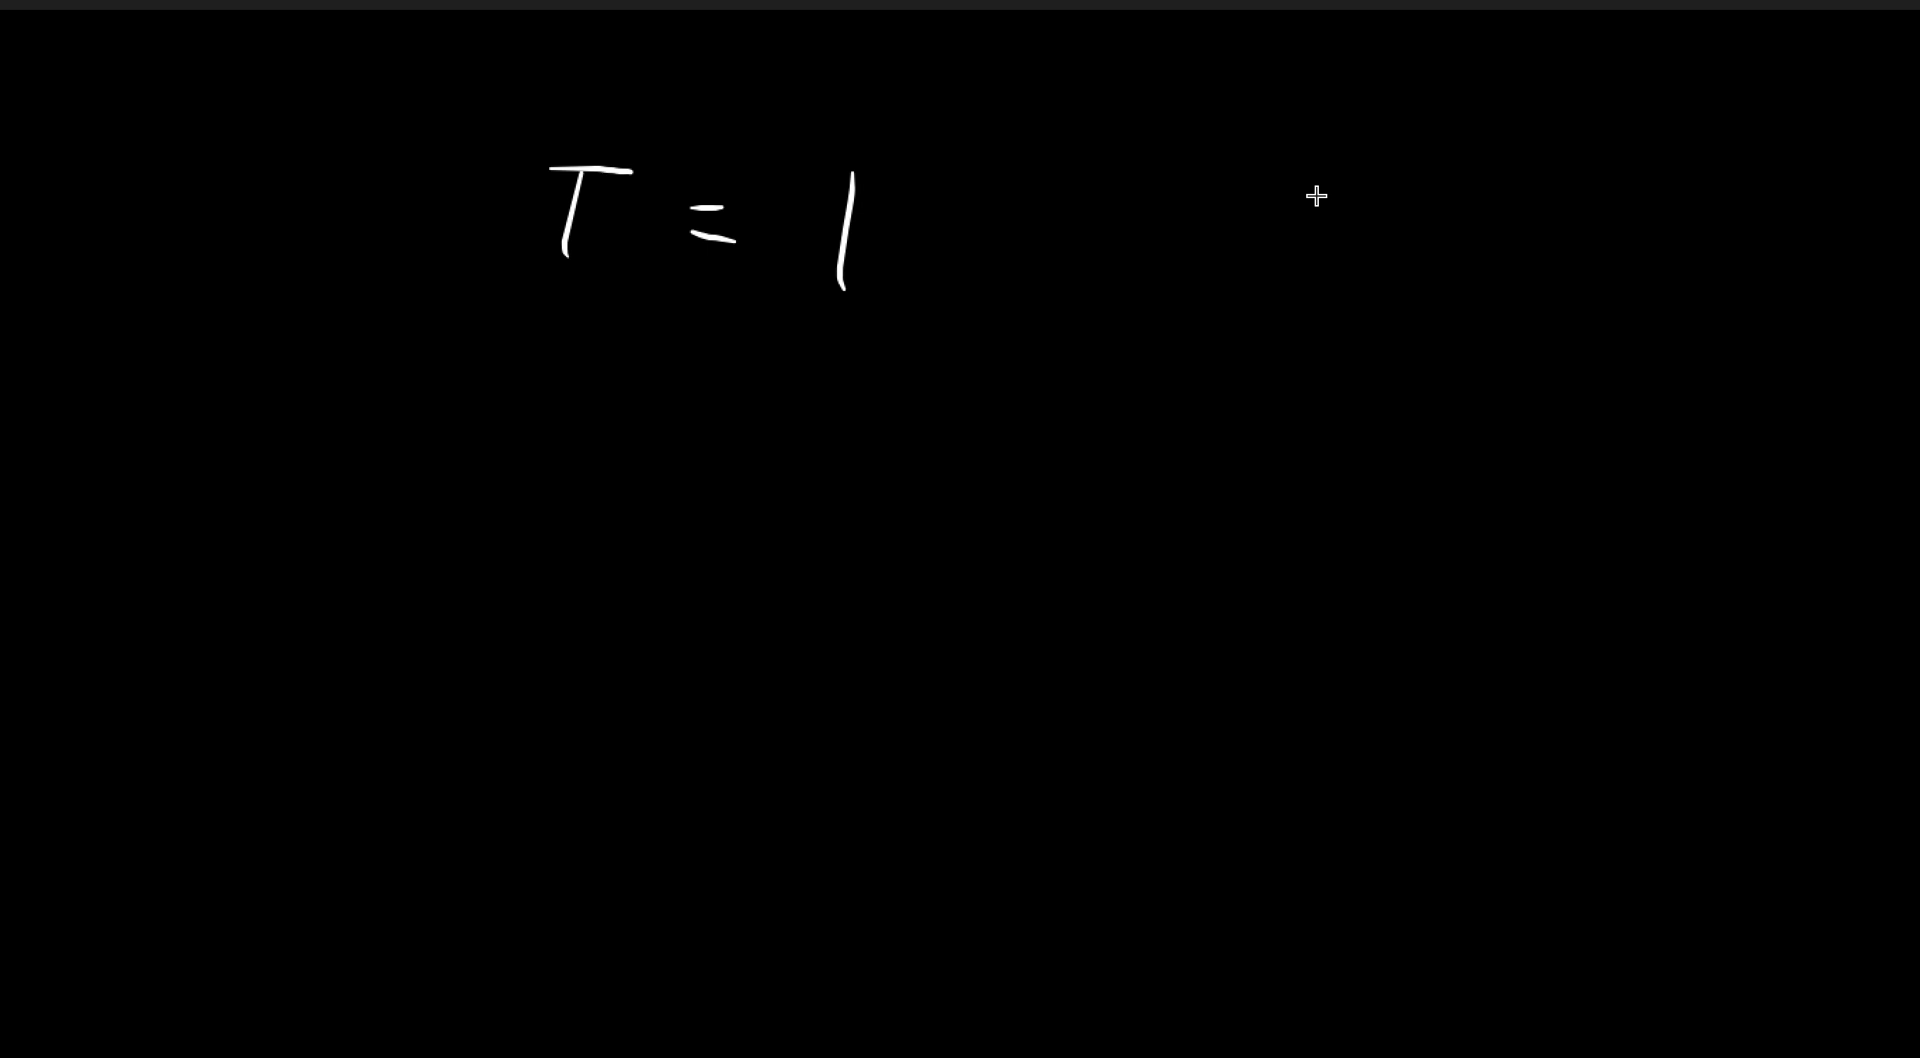 T = 1